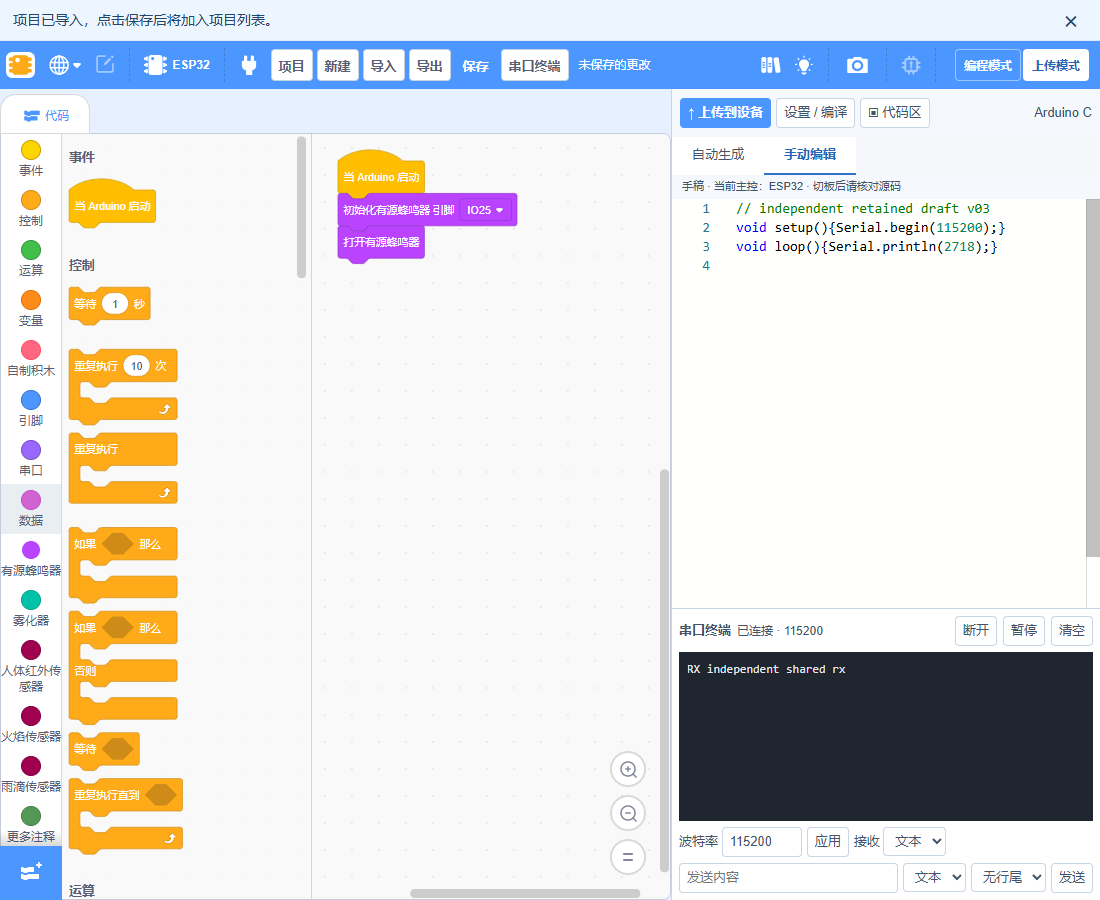 项目已导入，点击保存后将加入项目列表。
ESP32
项目
新建
导入
导出
保存
串口终端
未保存的更改
编程模式
上传模式
代码
↑上传到设备
设置 / 编译
代码区
Arduino C
自动生成
手动编辑
手稿 · 当前主控：ESP32 · 切板后请核对源码
1 // independent retained draft v03
2 void setup(){Serial.begin(115200);}
3 void loop(){Serial.println(2718);}
4
事件
控制
运算
变量
自制积木
引脚
串口
数据
有源蜂鸣器
雾化器
人体红外传
感器
火焰传感器
雨滴传感器
更多注释
事件
当 Arduino 启动
控制
等待 1 秒
重复执行 10 次
重复执行
如果 那么
如果 那么
否则
等待
重复执行直到
运算
当 Arduino 启动
初始化有源蜂鸣器 引脚 IO25
打开有源蜂鸣器
串口终端 已连接 · 115200
断开
暂停
清空
RX independent shared rx
波特率 115200 应用 接收 文本
发送内容 文本 无行尾 发送